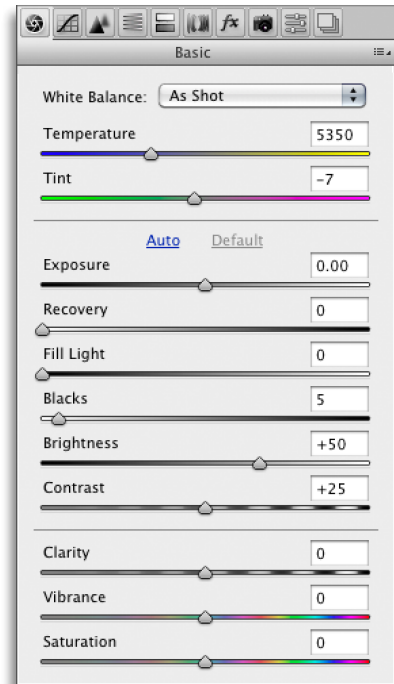 fx
Basic
White Balance: As Shot
Temperature 5350
Tint -7
Auto Default
Exposure 0.00
Recovery 0
Fill Light 0
Blacks 5
Brightness +50
Contrast +25
Clarity 0
Vibrance 0
Saturation 0